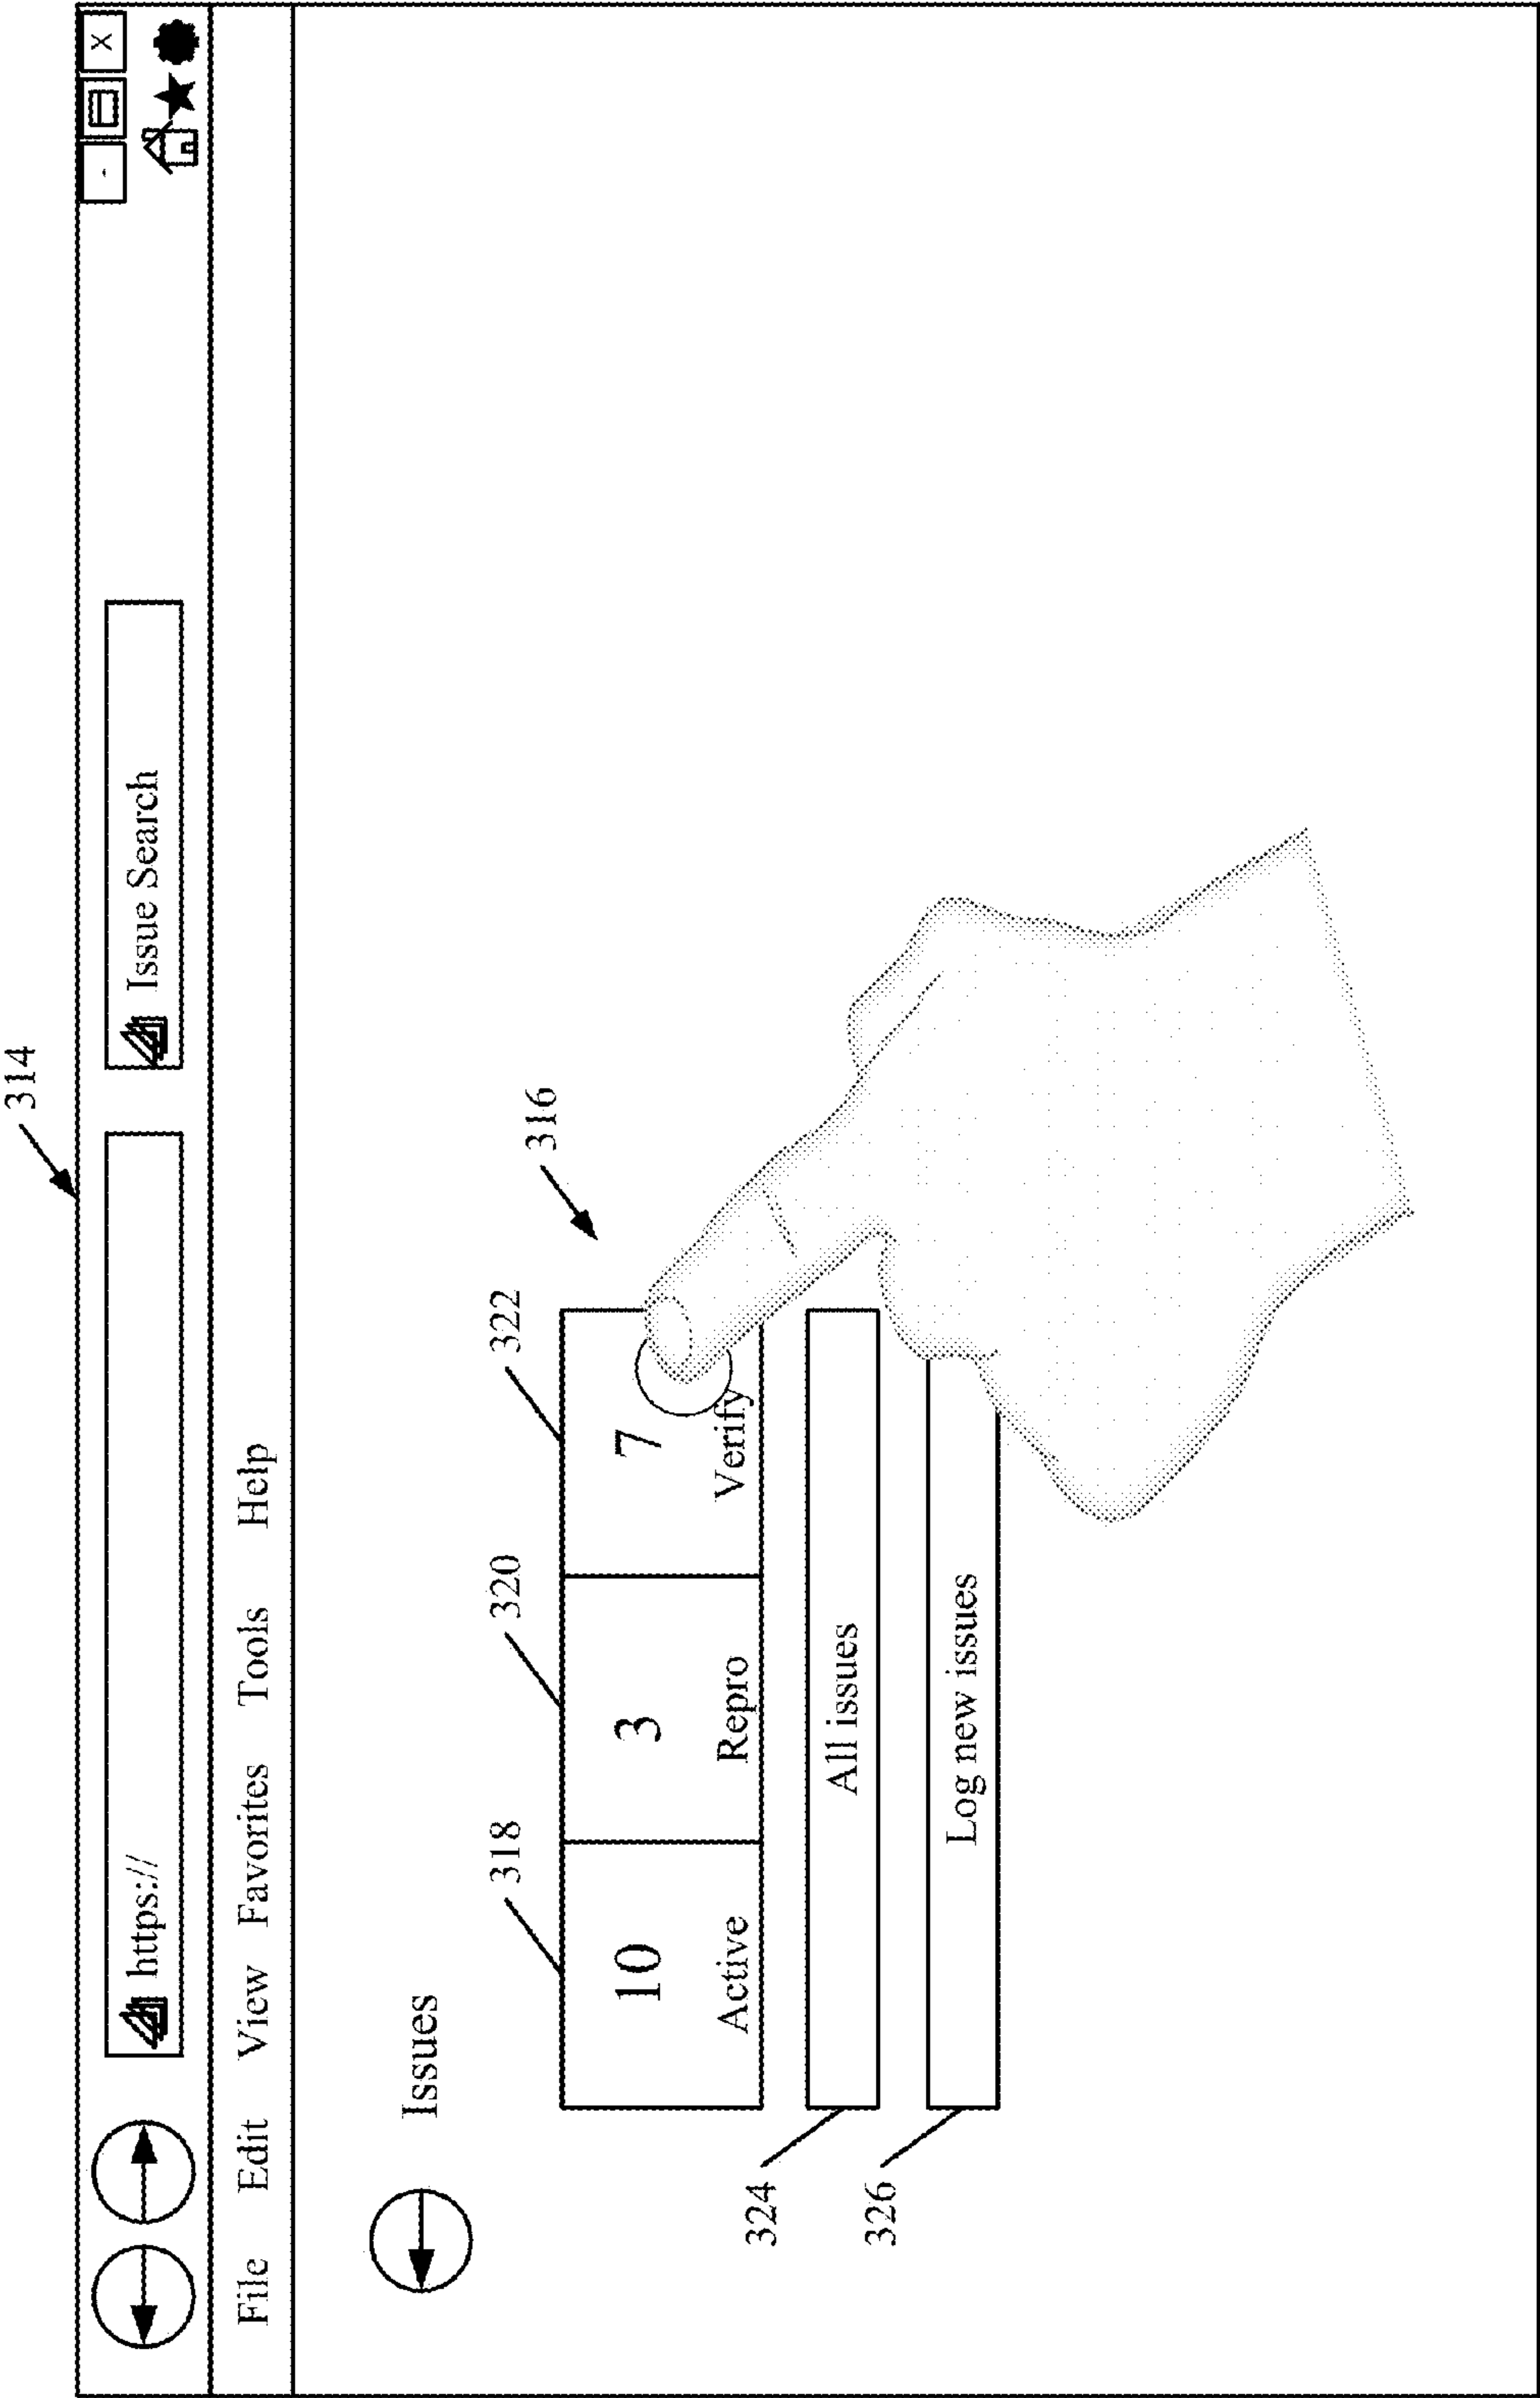 314
- X
https://
Issue Search
File Edit View Favorites Tools Help
Issues
316
318 320 322
10 3 7
Active Repro Verify
324
All issues
326
Log new issues